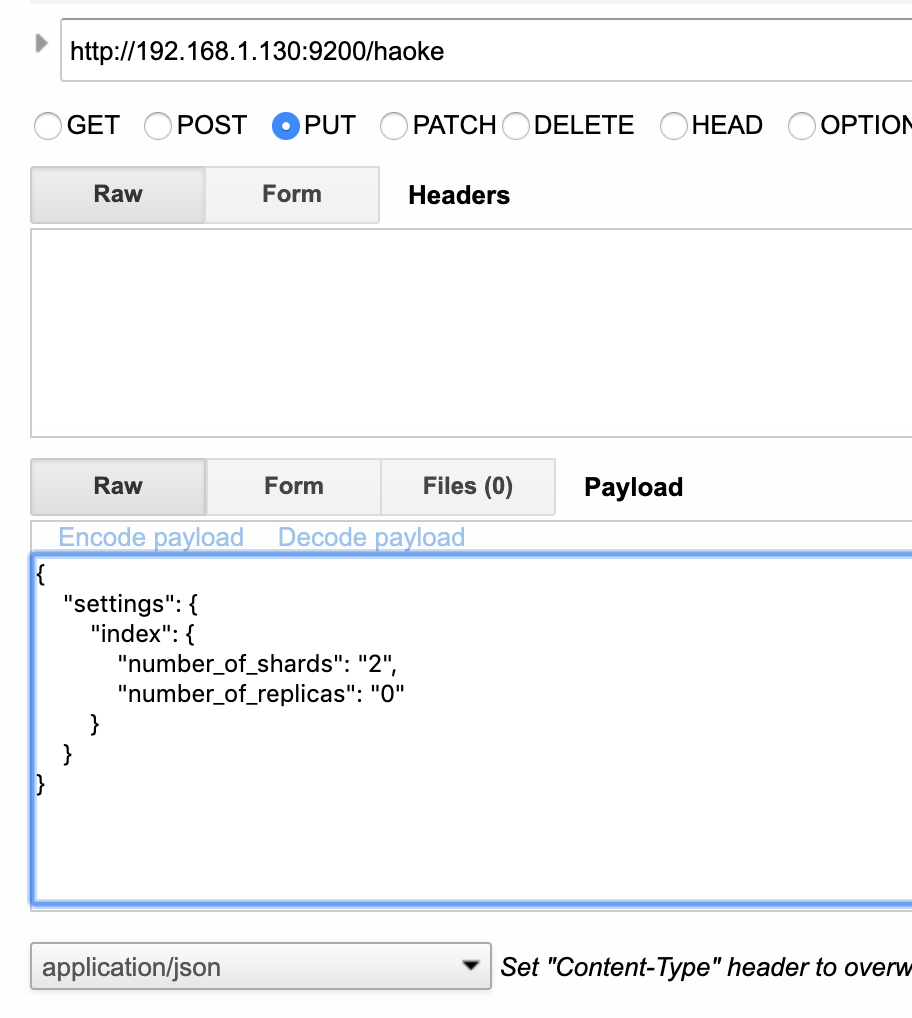 http://192.168.1.130:9200/haoke
GET POST PUT PATCH DELETE HEAD OPTION
Raw Form Headers
Raw Form Files (0) Payload
Encode payload Decode payload
{
"settings": {
"index": {
"number_of_shards": "2",
"number_of_replicas": "0"
}
}
}
application/json Set "Content-Type" header to overw